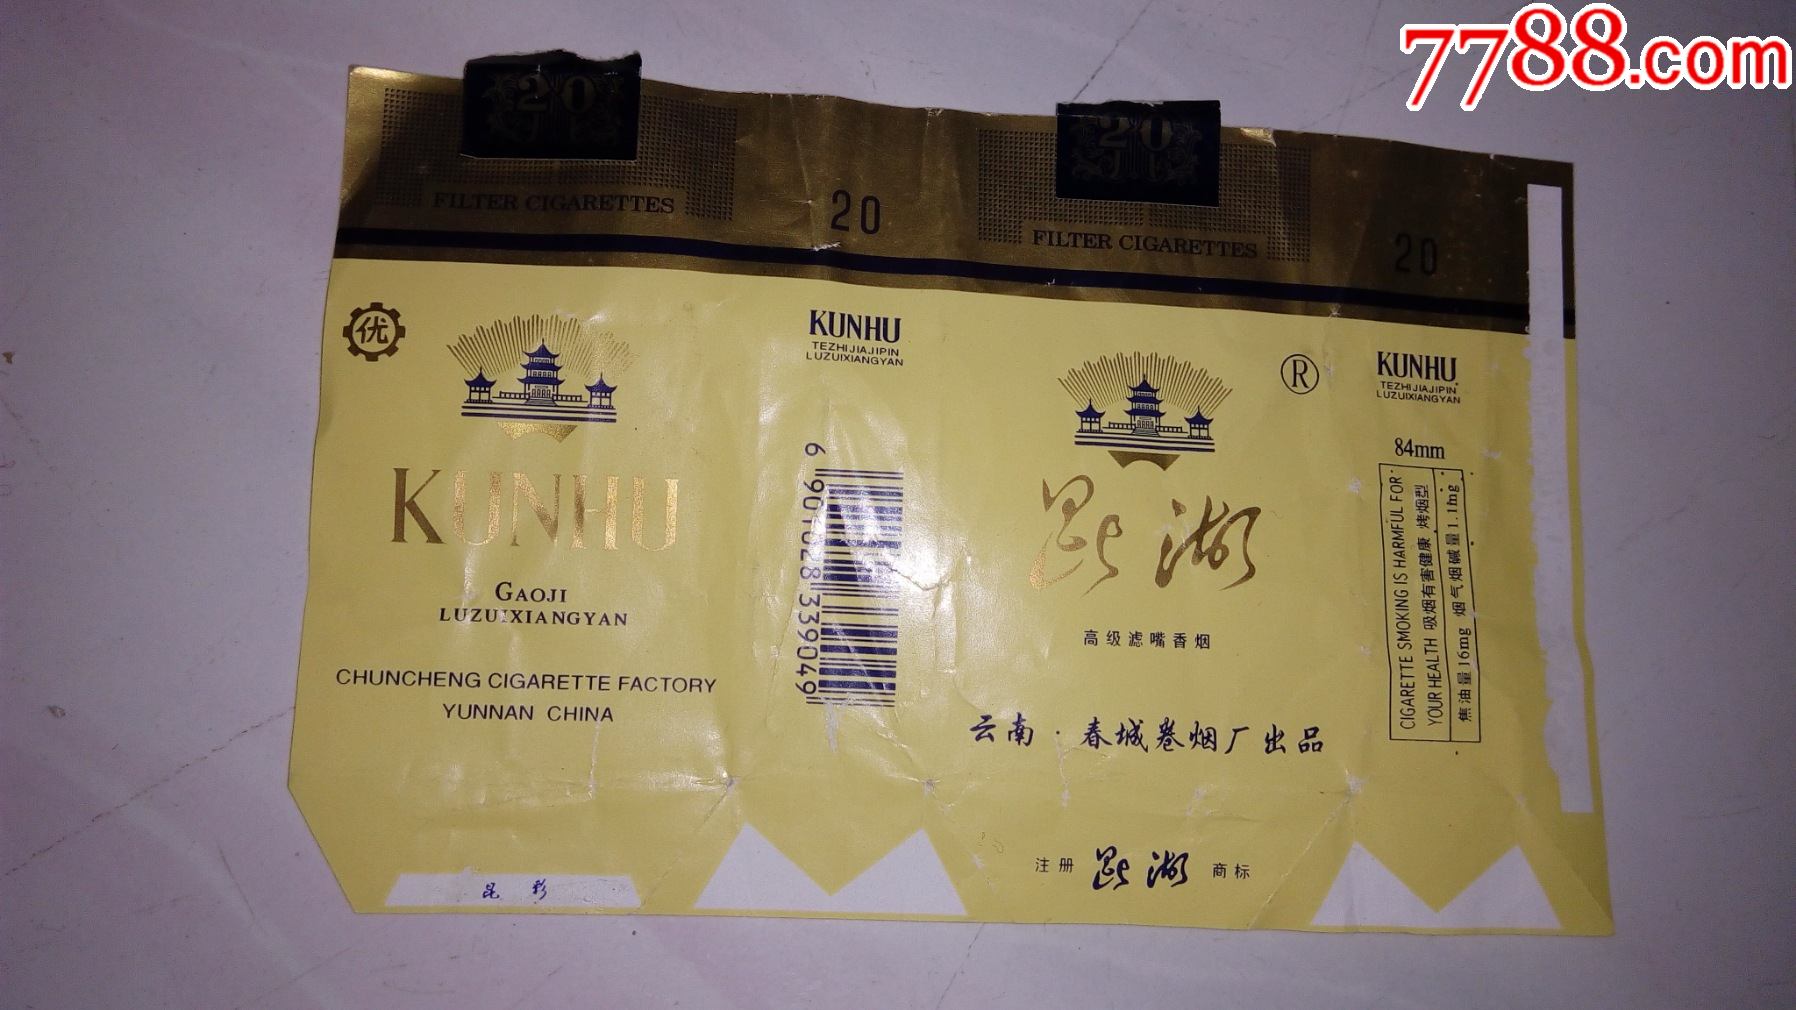 7788.com
20
FILTER CIGARETTES
20
20
FILTER CIGARETTES
20
优
KUNHU
GAOJI
LUZUIXIANGYAN
CHUNCHENG CIGARETTE FACTORY
YUNNAN CHINA
昆 彩
KUNHU
TEZHIJIAJIPIN
LUZUIXIANGYAN
6 901028 339049
®
昆湖
高级滤嘴香烟
云南·春城卷烟厂出品
注册 昆湖 商标
KUNHU
TEZHIJIAJIPIN
LUZUIXIANGYAN
84mm
CIGARETTE SMOKING IS HARMFUL FOR
YOUR HEALTH 吸烟有害健康 烤烟型
焦油量16mg 烟气烟碱量1.1mg